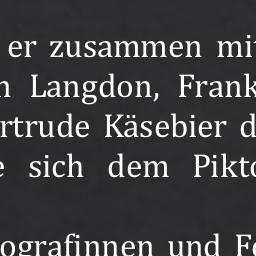 er zusammen mit
n Langdon, Frank
rtrude Käsebier d
e sich dem Pikto
ografinnen und Fo